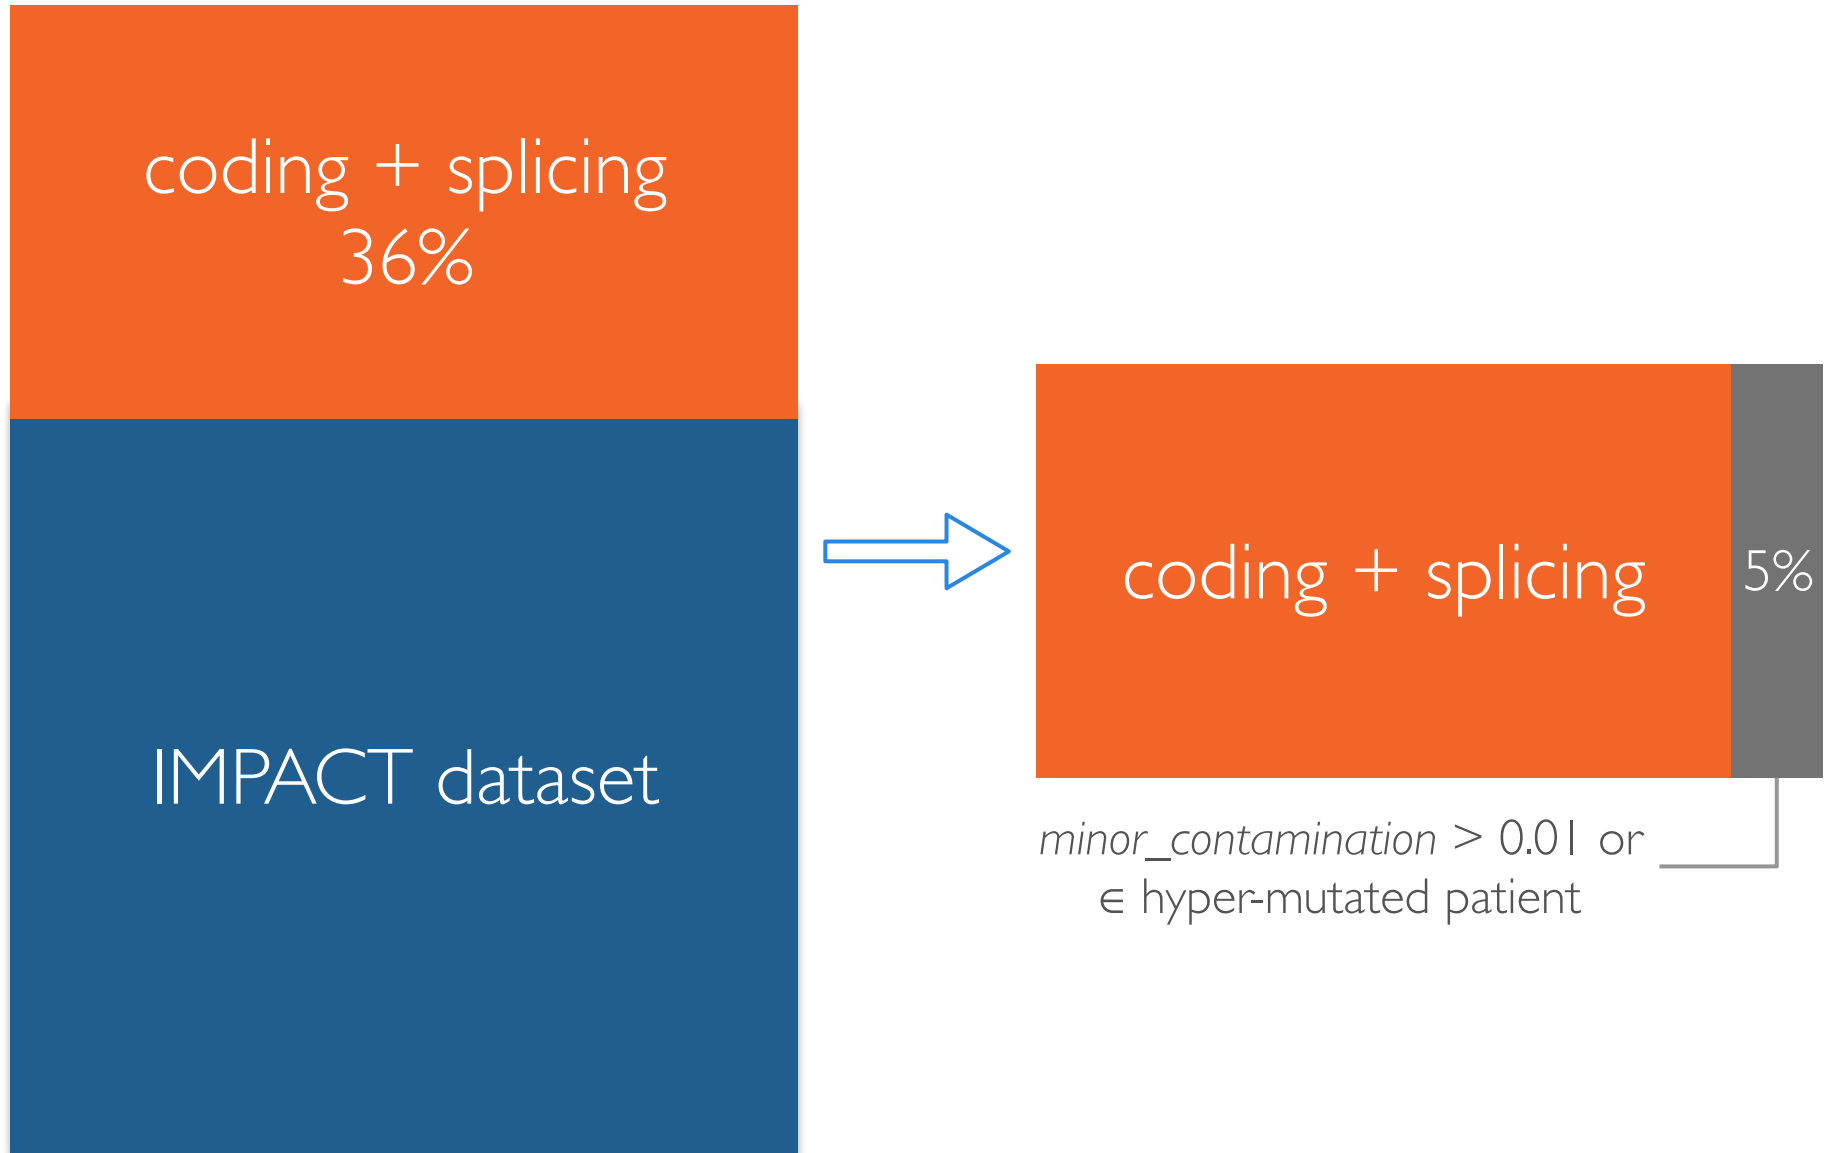 coding + splicing
36%
IMPACT dataset
coding + splicing
5%
minor_contamination > 0.01 or
∈ hyper-mutated patient